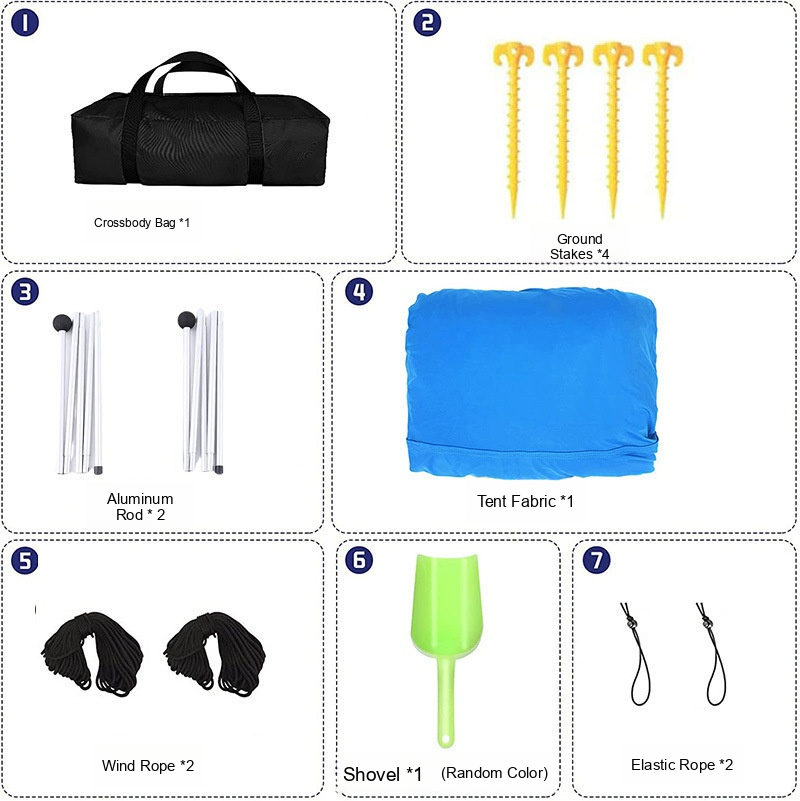 1
Crossbody Bag *1
2
Ground
Stakes *4
3
Aluminum
Rod * 2
4
Tent Fabric *1
5
Wind Rope *2
6
Shovel *1 (Random Color)
7
Elastic Rope *2